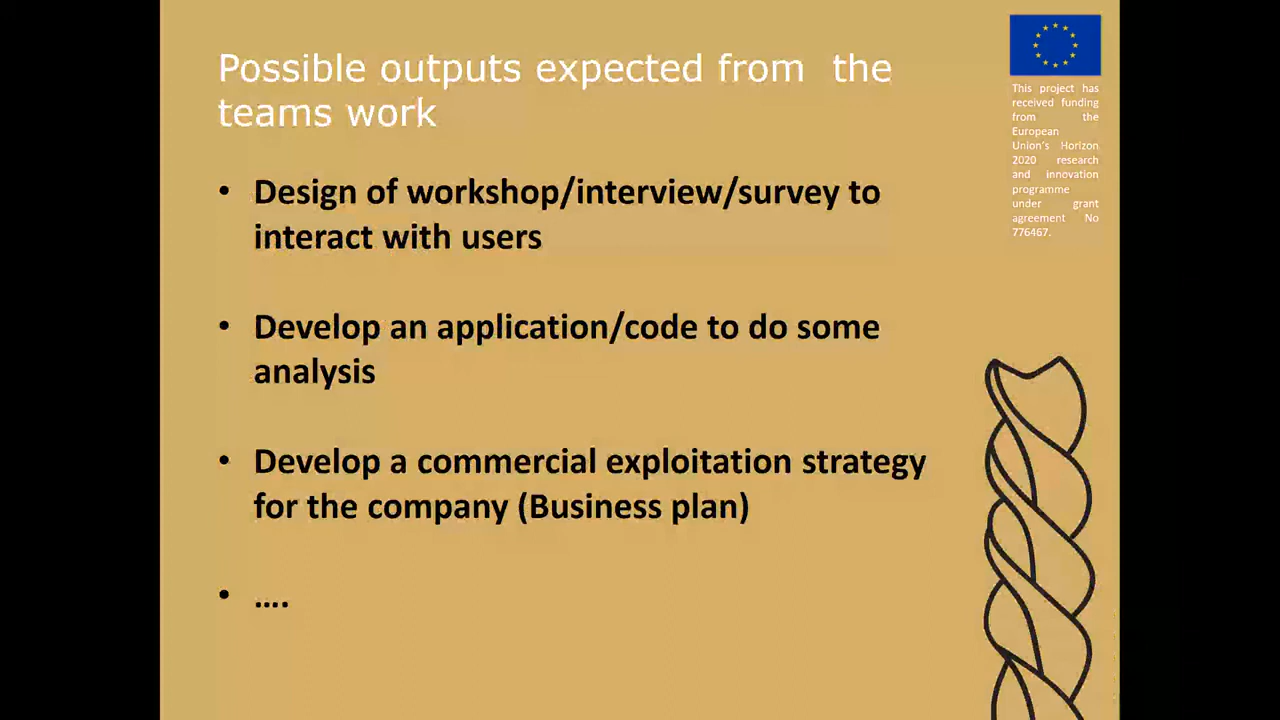 Possible outputs expected from  the
teams work
• Design of workshop/interview/survey to
interact with users
• Develop an application/code to do some
analysis
• Develop a commercial exploitation strategy
for the company (Business plan)
• ....
This project has
received funding
from the
European
Union's Horizon
2020 research
and innovation
programme
under grant
agreement No
776467.